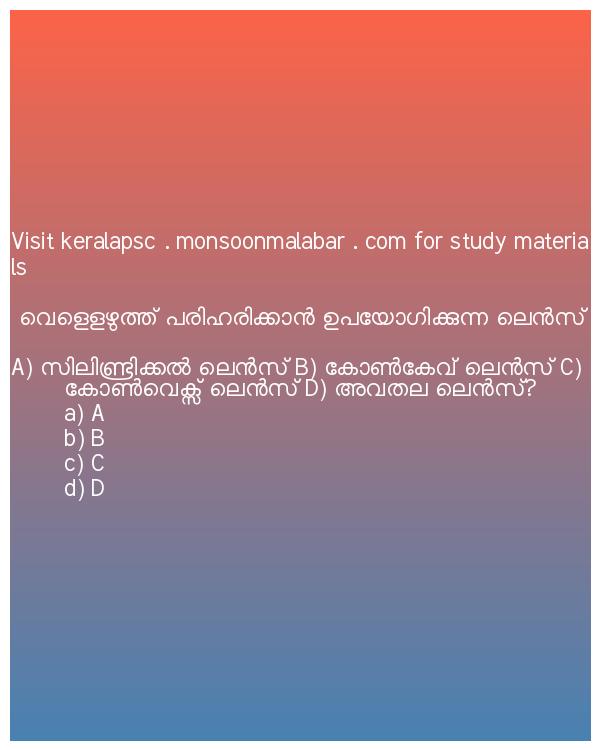 Visit keralapsc . monsoonmalabar . com for study materia
ls
വെളെളഴുത്ത് പരിഹരിക്കാൻ ഉപയോഗിക്കുന്ന ലെൻസ്
A) സിലിണ്ട്രിക്കൽ ലെൻസ് B) കോൺകേവ് ലെൻസ് C)
കോൺവെക്സ് ലെൻസ് D) അവതല ലെൻസ്?
a) A
b) B
c) C
d) D